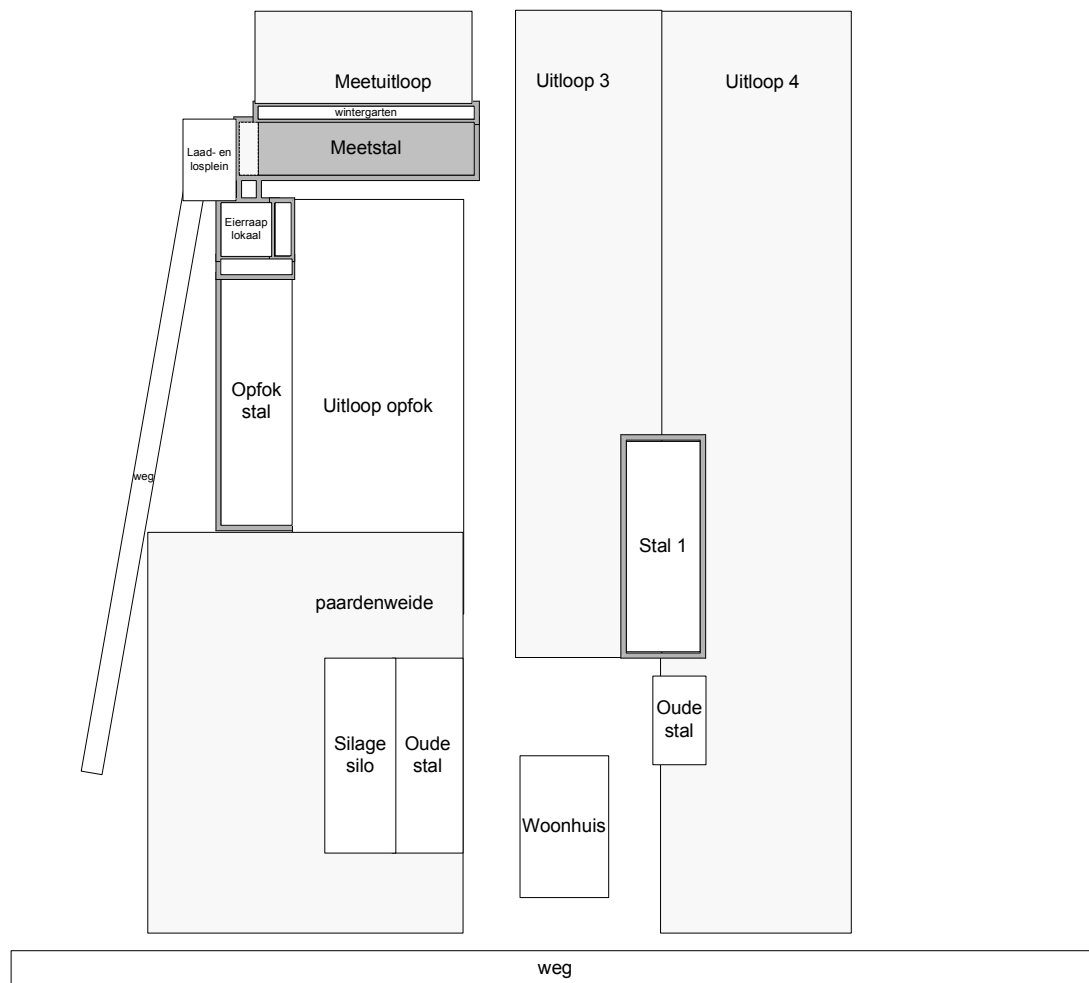 Meetuitloop
Uitloop 3
Uitloop 4
wintergarten
Meetstal
Laad- en
losplein
Eierraap
lokaal
Opfok
stal
Uitloop opfok
weg
Stal 1
paardenweide
Oude
stal
Silage
silo
Oude
stal
Woonhuis
weg